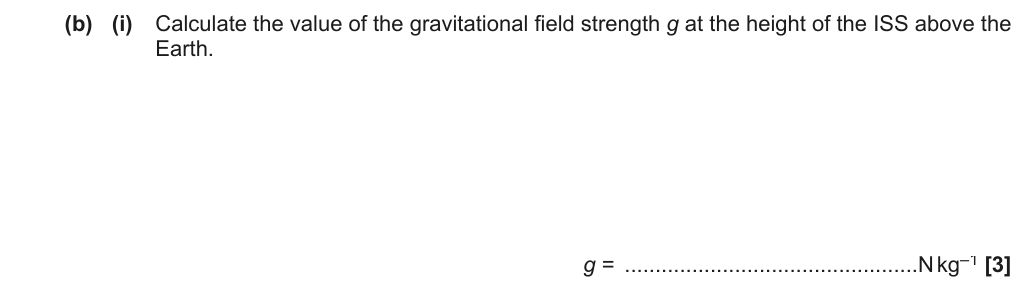 (b) (i) Calculate the value of the gravitational field strength g at the height of the ISS above the
Earth.
g = ................................................N kg⁻¹ [3]